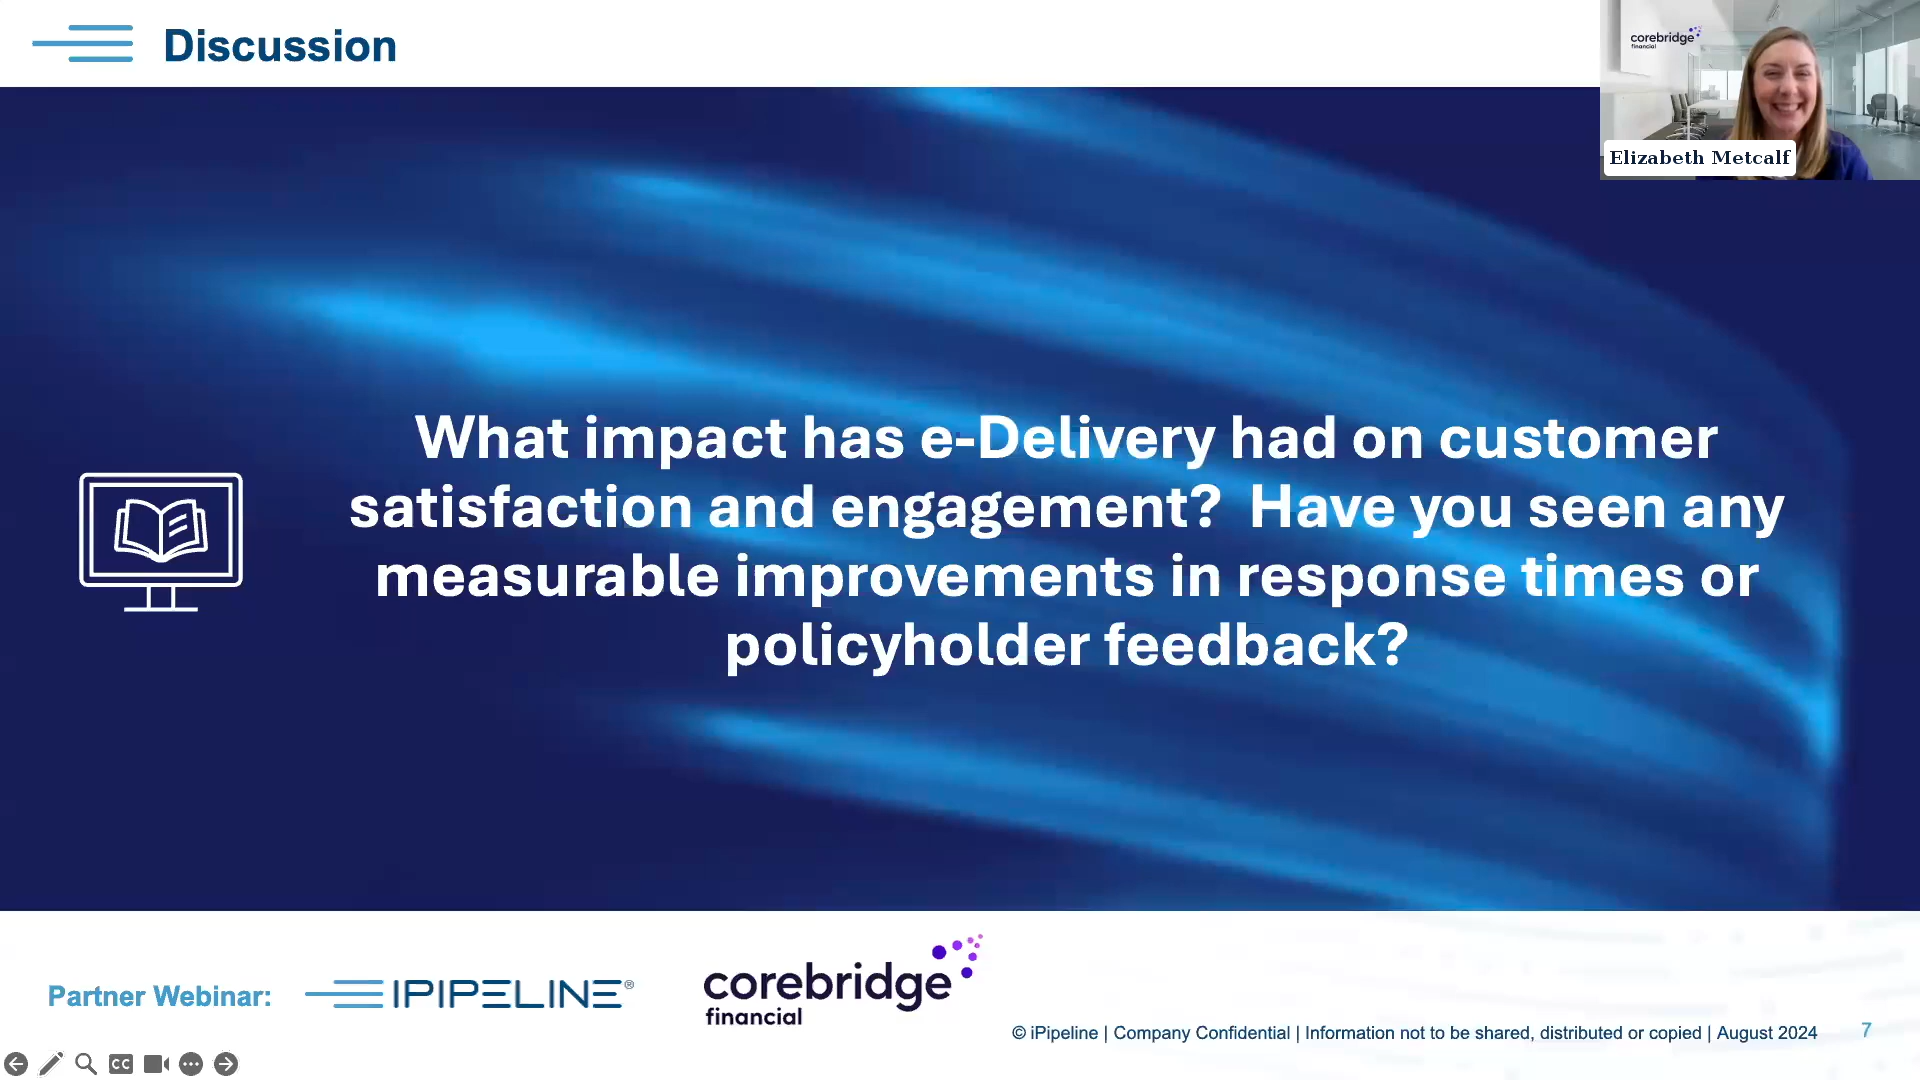 Discussion
corebridge
financial
Elizabeth Metcalf
What impact has e-Delivery had on customer
satisfaction and engagement? Have you seen any
measurable improvements in response times or
policyholder feedback?
Partner Webinar:
IPIPELINE®
corebridge
financial
© iPipeline | Company Confidential | Information not to be shared, distributed or copied | August 2024
7
CC